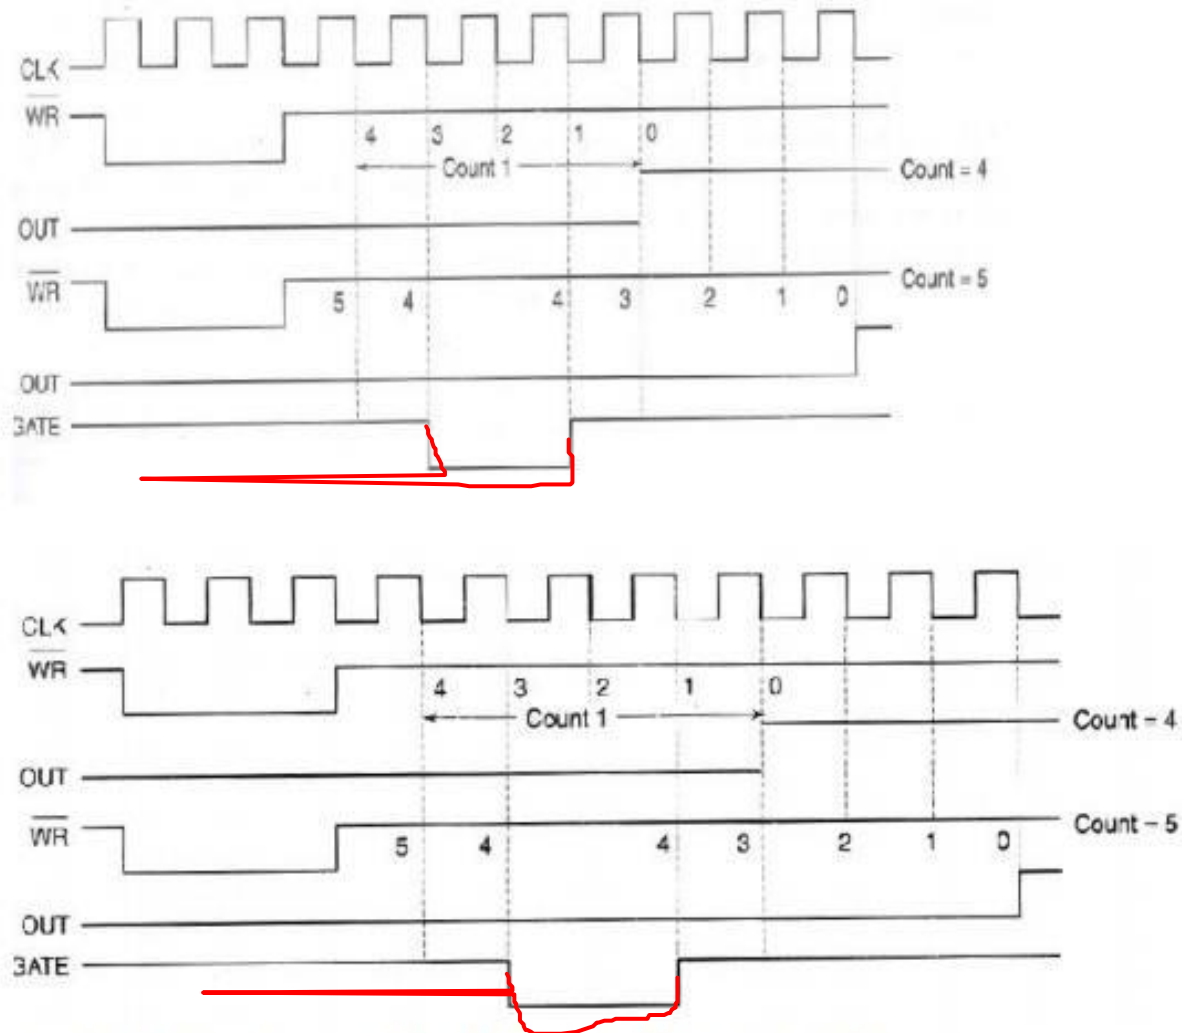 CLK
WR
4 3 2 1 0
Count 1
Count = 4
OUT
WR
Count = 5
5 4 4 3 2 1 0
OUT
GATE
CLK
WR
4 3 2 1 0
Count 1
Count = 4
OUT
WR
Count = 5
5 4 4 3 2 1 0
OUT
GATE